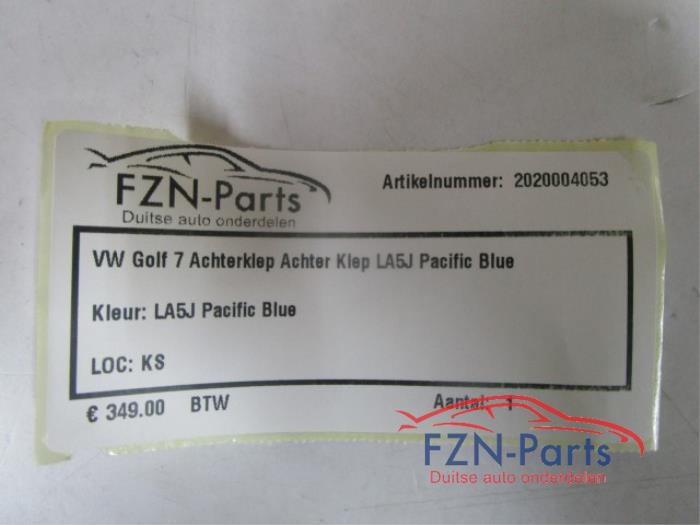 FZN-Parts
Duitse auto onderdelen
Artikelnummer: 2020004053
VW Golf 7 Achterklep Achter Klep LA5J Pacific Blue
Kleur: LA5J Pacific Blue
LOC: KS
€ 349.00 BTW
Aantal: 1
FZN-Parts
Duitse auto onderdelen